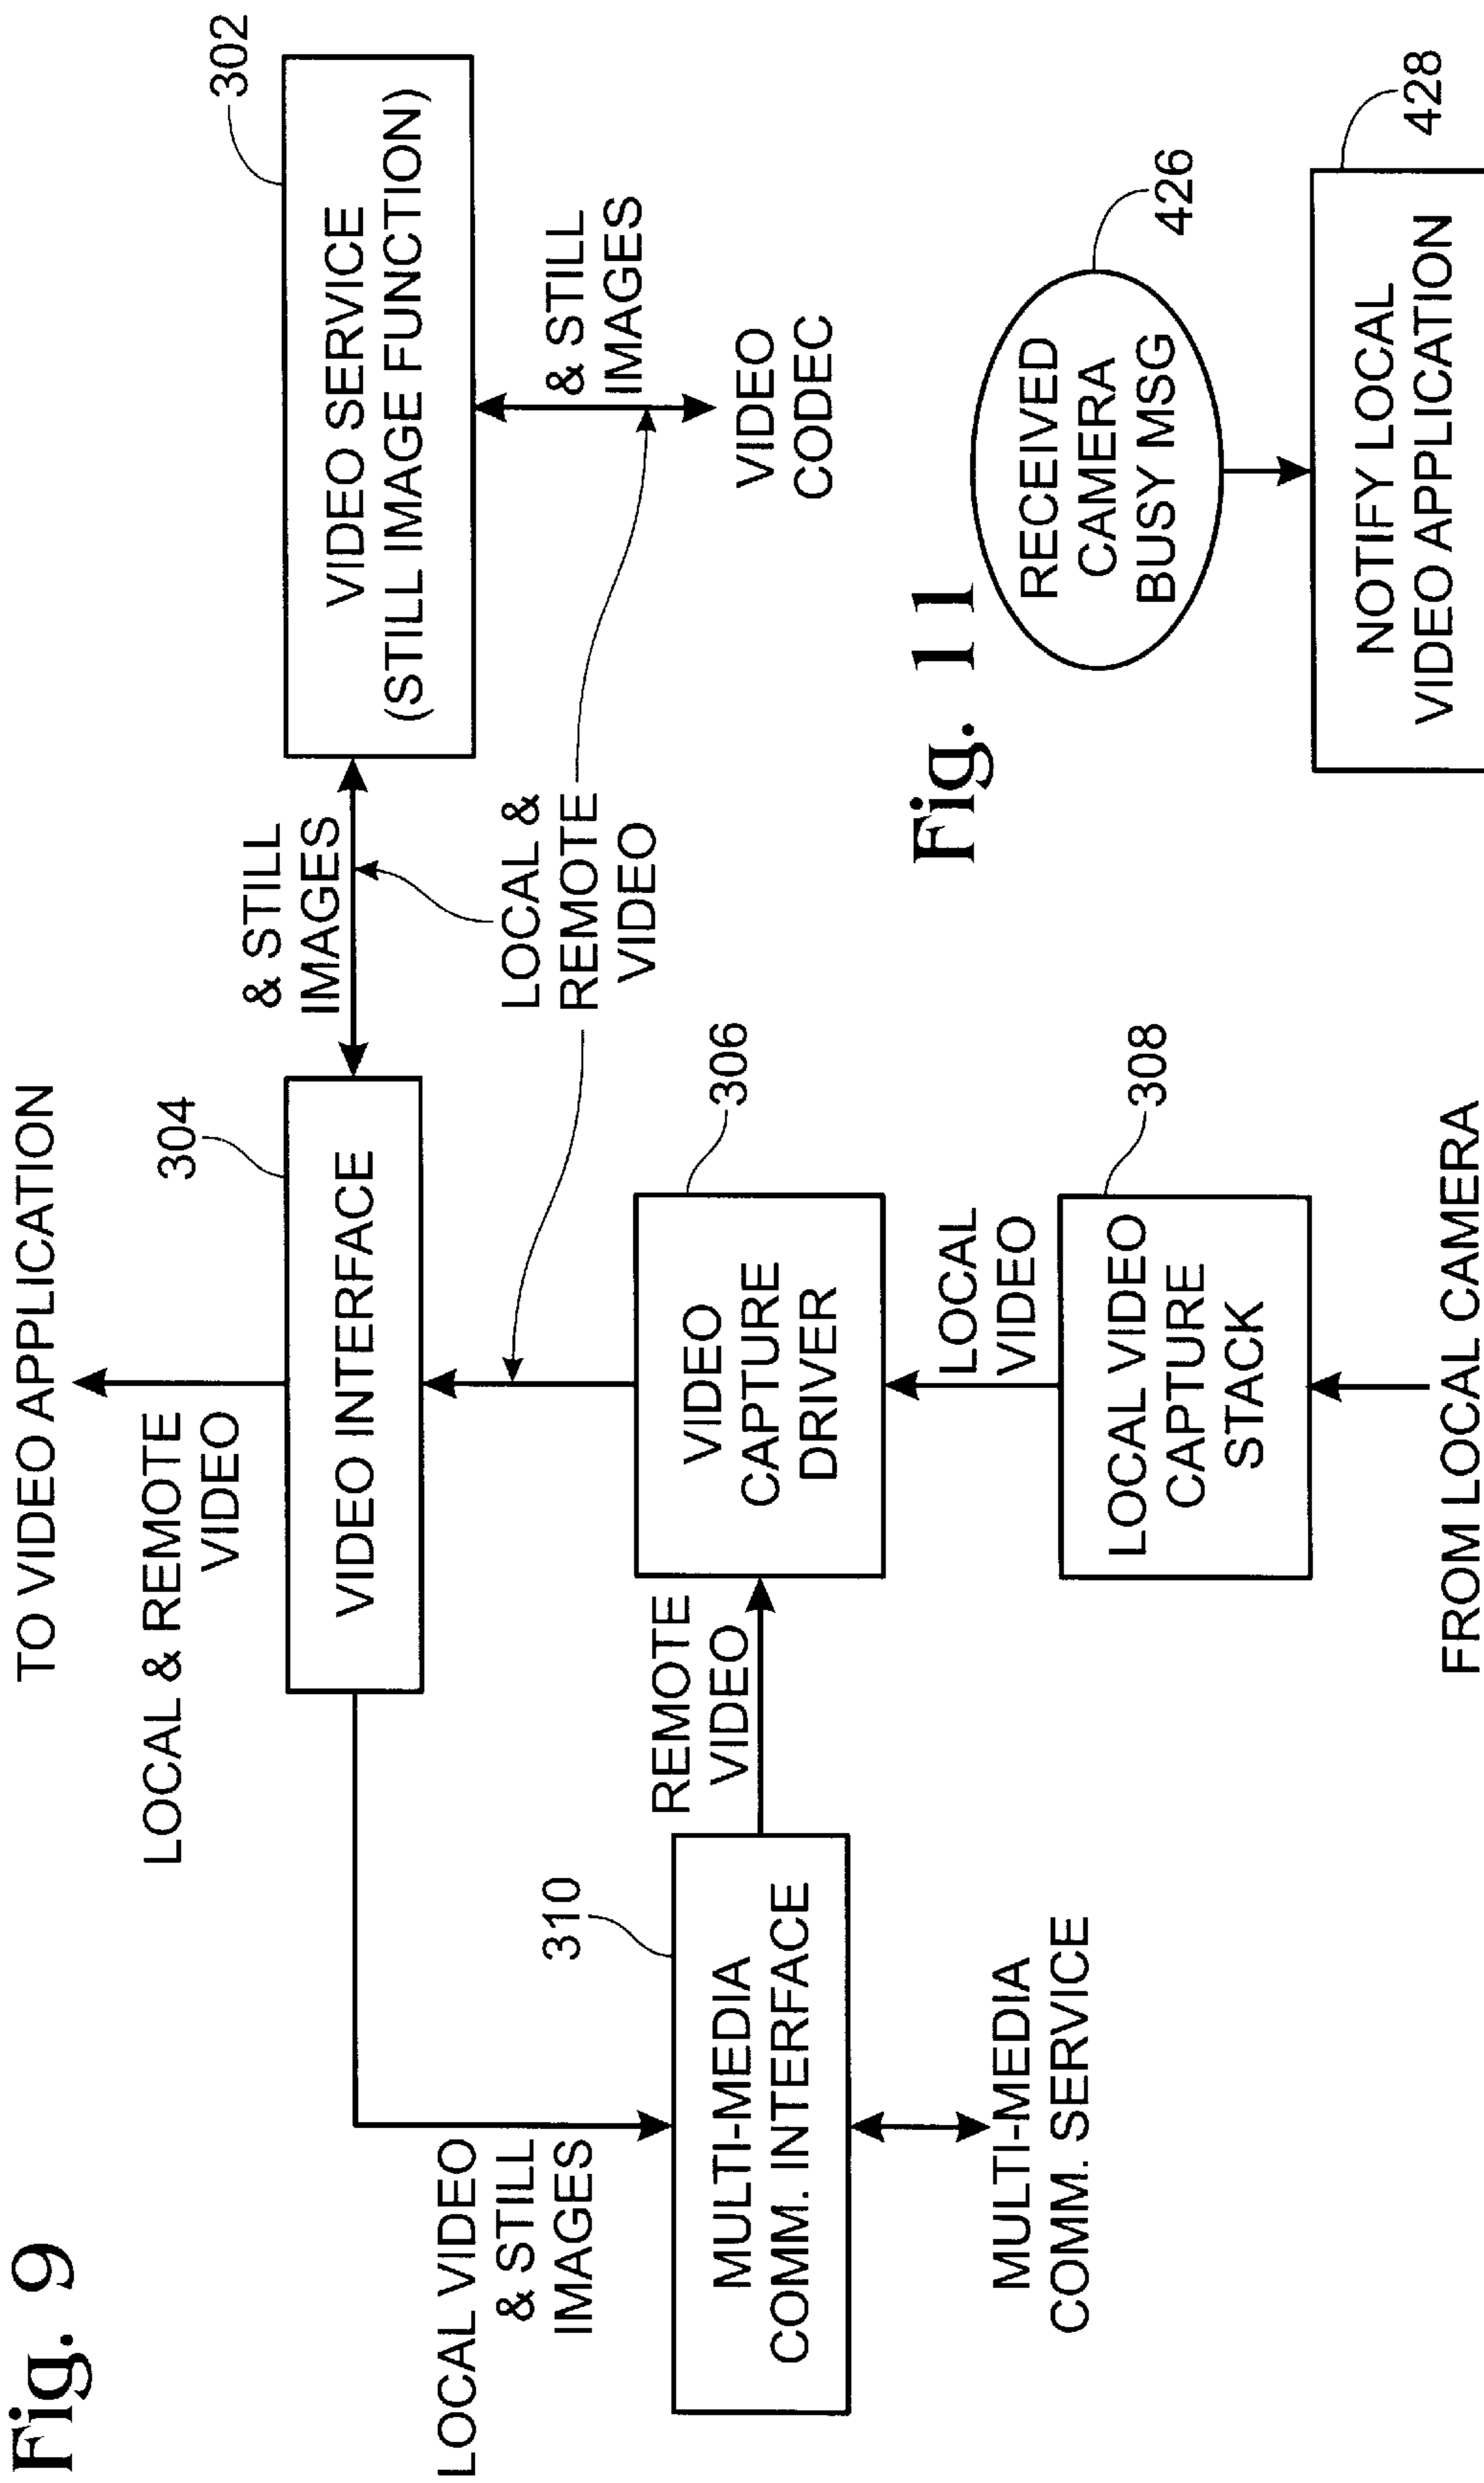 Fig. 9
TO VIDEO APPLICATION
LOCAL & REMOTE
VIDEO
304
VIDEO INTERFACE
& STILL
IMAGES
302
VIDEO SERVICE
(STILL IMAGE FUNCTION)
LOCAL VIDEO
& STILL
IMAGES
LOCAL &
REMOTE
VIDEO
& STILL
IMAGES
VIDEO
CODEC
310
MULTI-MEDIA
COMM. INTERFACE
REMOTE
VIDEO
306
VIDEO
CAPTURE
DRIVER
MULTI-MEDIA
COMM. SERVICE
LOCAL
VIDEO
308
LOCAL VIDEO
CAPTURE
STACK
FROM LOCAL CAMERA
Fig. 11
RECEIVED
CAMERA
BUSY MSG
426
NOTIFY LOCAL
VIDEO APPLICATION
428